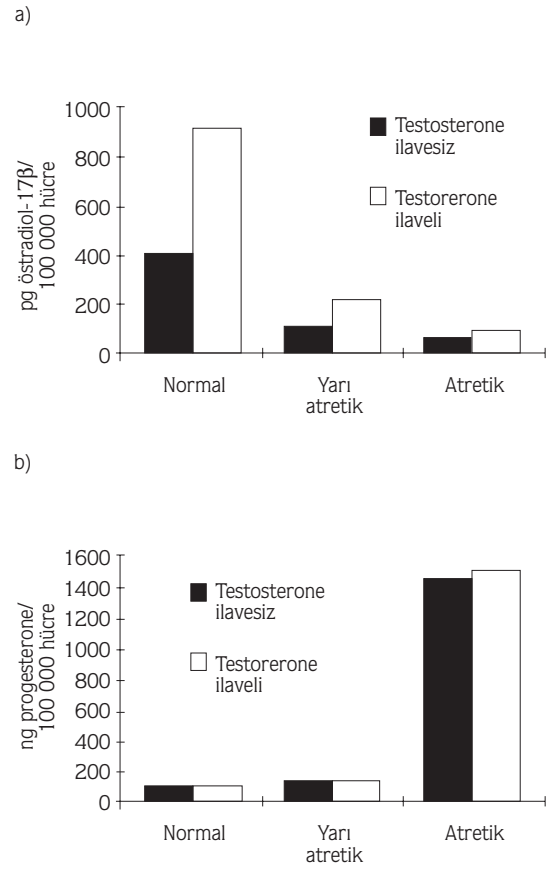 a)
pg östradiol-17β/
100 000 hücre
1000
800
600
400
200
0
Testosterone
ilavesiz
Testorerone
ilaveli
Normal
Yarı
atretik
Atretik
b)
ng progesterone/
100 000 hücre
1600
1400
1200
1000
800
600
400
200
0
Testosterone
ilavesiz
Testorerone
ilaveli
Normal
Yarı
atretik
Atretik